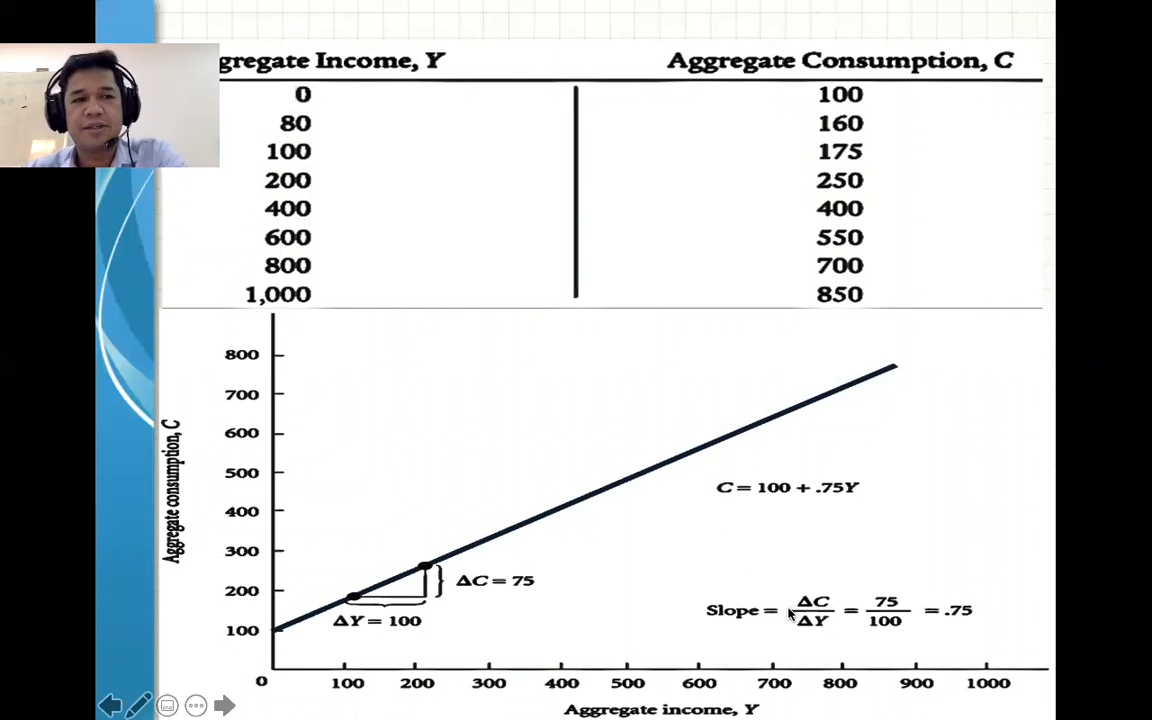 gregate Income, Y Aggregate Consumption, C
0 100
80 160
100 175
200 250
400 400
600 550
800 700
1,000 850
Aggregate consumption, C
800
700
600
500
400
300
200
100
C = 100 + .75Y
ΔC = 75
ΔY = 100
Slope = ΔC/ΔY = 75/100 = .75
0 100 200 300 400 500 600 700 800 900 1000
Aggregate income, Y